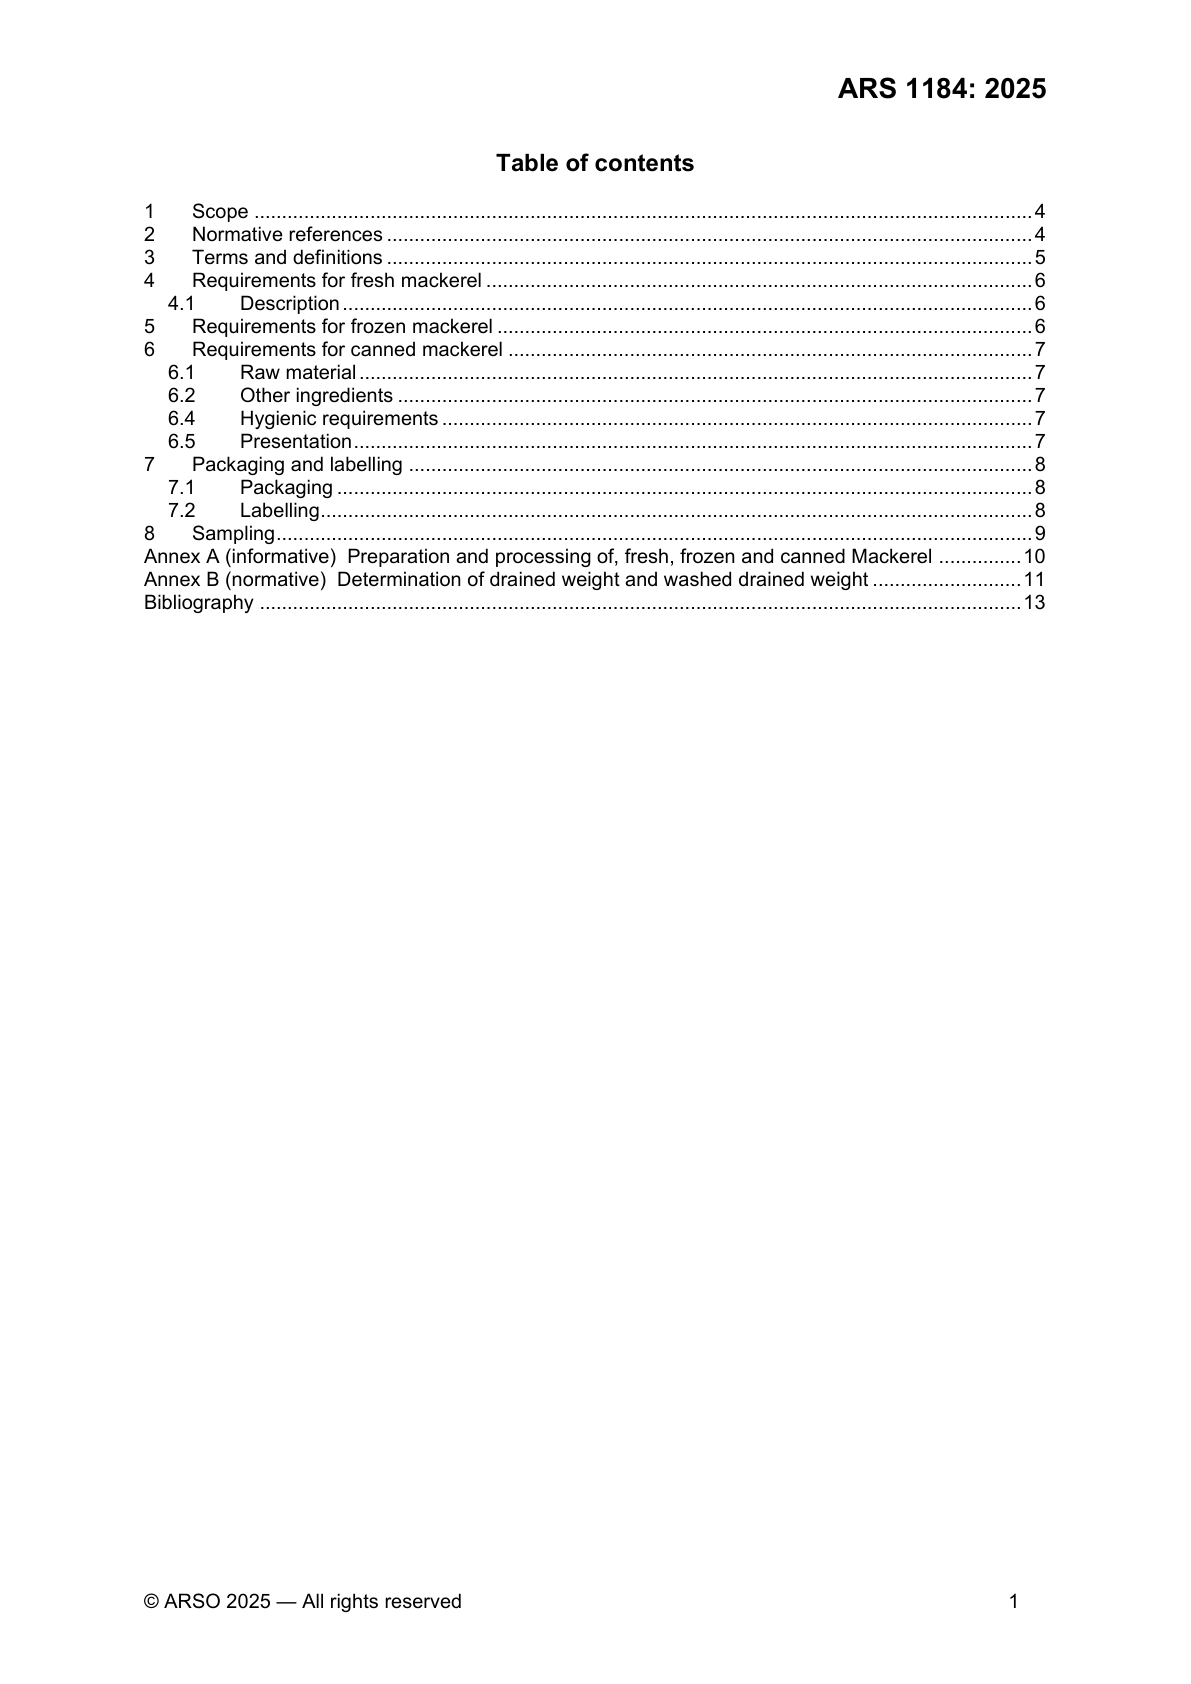 ARS 1184: 2025
Table of contents
1 Scope ........................................................................................................................................... 4
2 Normative references ................................................................................................................... 4
3 Terms and definitions ................................................................................................................... 5
4 Requirements for fresh mackerel ................................................................................................. 6
4.1 Description ............................................................................................................................. 6
5 Requirements for frozen mackerel ............................................................................................... 6
6 Requirements for canned mackerel ............................................................................................. 7
6.1 Raw material .......................................................................................................................... 7
6.2 Other ingredients ................................................................................................................... 7
6.4 Hygienic requirements ........................................................................................................... 7
6.5 Presentation ........................................................................................................................... 7
7 Packaging and labelling ............................................................................................................... 8
7.1 Packaging .............................................................................................................................. 8
7.2 Labelling ................................................................................................................................. 8
8 Sampling ....................................................................................................................................... 9
Annex A (informative) Preparation and processing of, fresh, frozen and canned Mackerel ............... 10
Annex B (normative) Determination of drained weight and washed drained weight ........................... 11
Bibliography .......................................................................................................................................... 13
© ARSO 2025 — All rights reserved 1